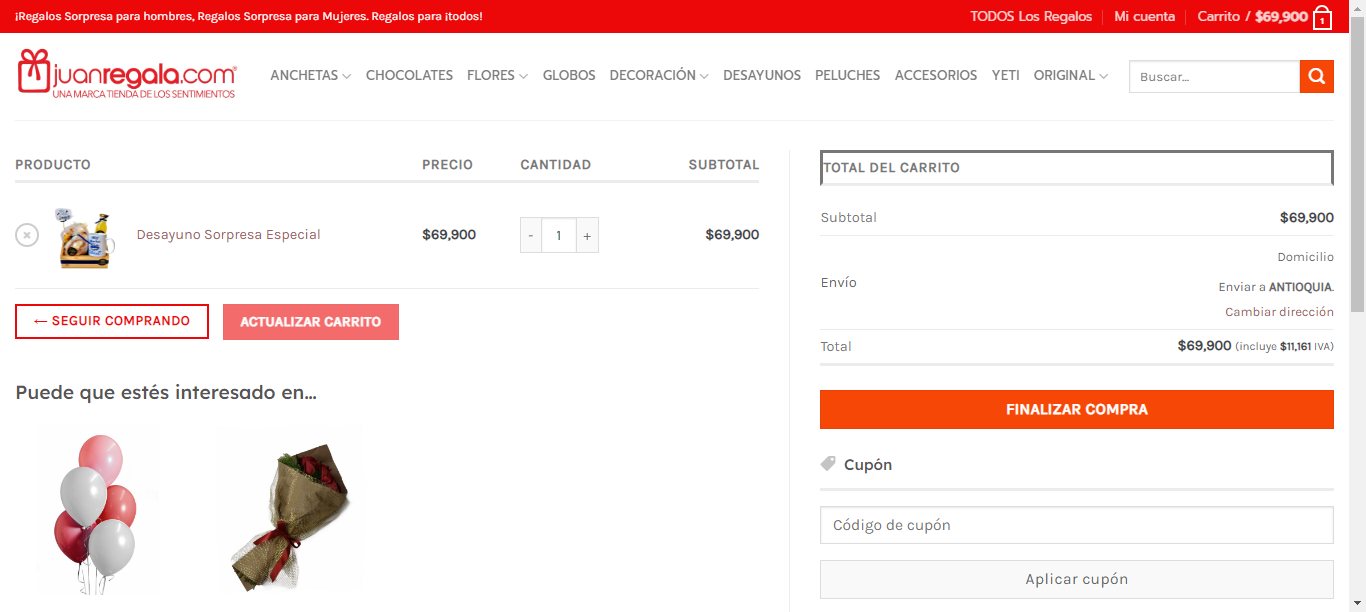 ¡Regalos Sorpresa para hombres, Regalos Sorpresa para Mujeres. Regalos para ¡todos!
TODOS Los Regalos
Mi cuenta
Carrito / $69,900
1
juanregala.com®
UNA MARCA TIENDA DE LOS SENTIMIENTOS
ANCHETAS
CHOCOLATES
FLORES
GLOBOS
DECORACIÓN
DESAYUNOS
PELUCHES
ACCESORIOS
YETI
ORIGINAL
Buscar...
PRODUCTO PRECIO CANTIDAD SUBTOTAL
× Desayuno Sorpresa Especial $69,900 - 1 + $69,900
← SEGUIR COMPRANDO
ACTUALIZAR CARRITO
Puede que estés interesado en…
TOTAL DEL CARRITO
Subtotal $69,900
Envío
Domicilio
Enviar a ANTIOQUIA.
Cambiar dirección
Total $69,900 (incluye $11,161 IVA)
FINALIZAR COMPRA
Cupón
Código de cupón
Aplicar cupón